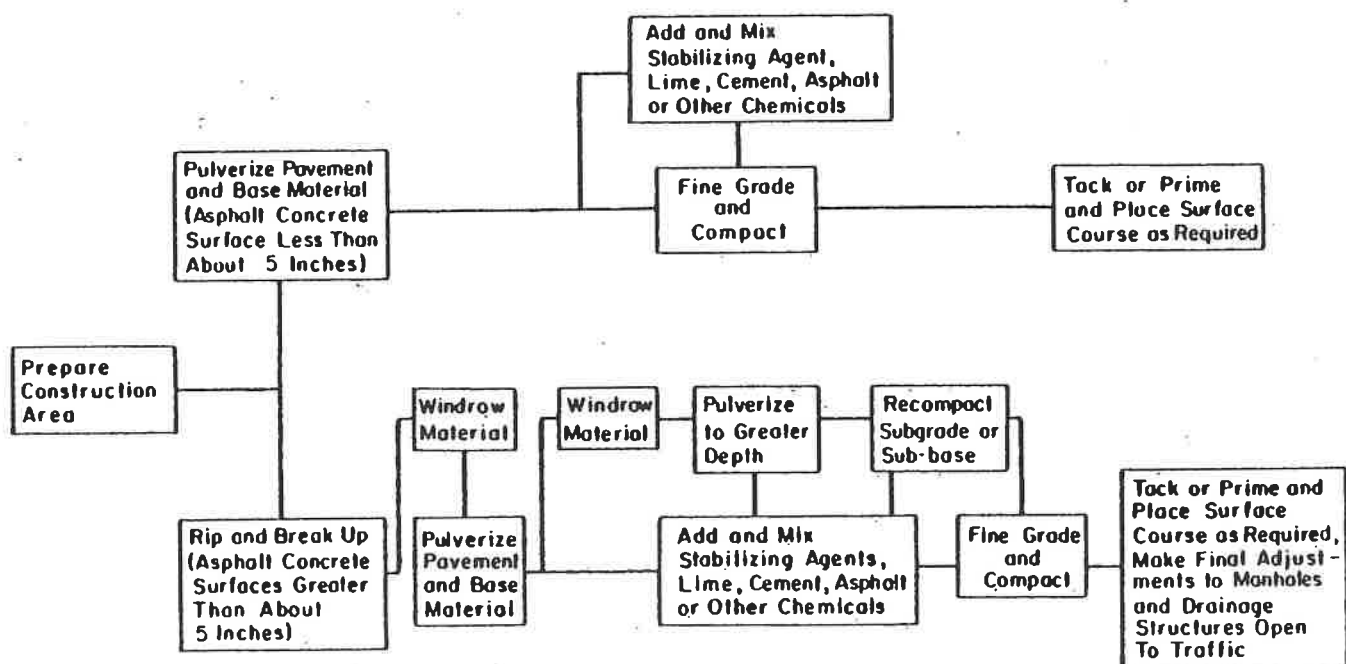 Add and Mix
Stabilizing Agent,
Lime, Cement, Asphalt
or Other Chemicals
Pulverize Pavement
and Base Material
(Asphalt Concrete
Surface Less Than
About 5 Inches)
Fine Grade
and
Compact
Tack or Prime
and Place Surface
Course as Required
Prepare
Construction
Area
Windrow
Material
Windrow
Material
Pulverize
to Greater
Depth
Recompact
Subgrade or
Sub-base
Rip and Break Up
(Asphalt Concrete
Surfaces Greater
Than About
5 Inches)
Pulverize
Pavement
and Base
Material
Add and Mix
Stabilizing Agents,
Lime, Cement, Asphalt
or Other Chemicals
Fine Grade
and
Compact
Tack or Prime and
Place Surface
Course as Required,
Make Final Adjust-
ments to Manholes
and Drainage
Structures Open
To Traffic